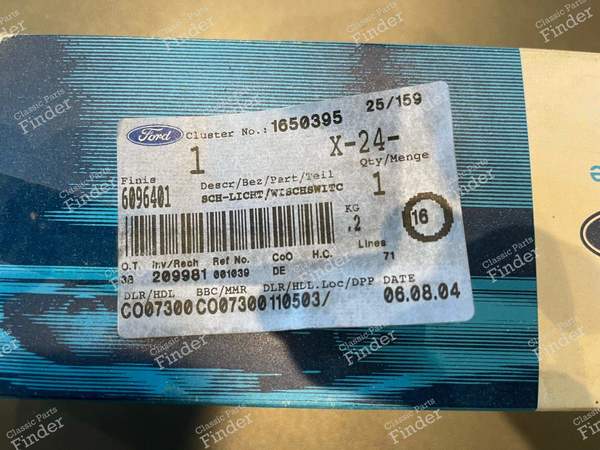 25/159
Ford Cluster No.: 1650395
1 X-24-
Finis Descr/Bez/Part/Teil Qty/Menge
6096401 SCH-LICHT/WISCHSWITC 1
KG
.2 16
O.T. Inv/Rech Ref No. CoO H.C. Lines
38 209981 001039 DE 71
DLR/HDL BBC/MMR DLR/HDL.Loc/DPP DATE
CO07300 CO07300 110503/ 06.08.04
Classic Parts
Finder